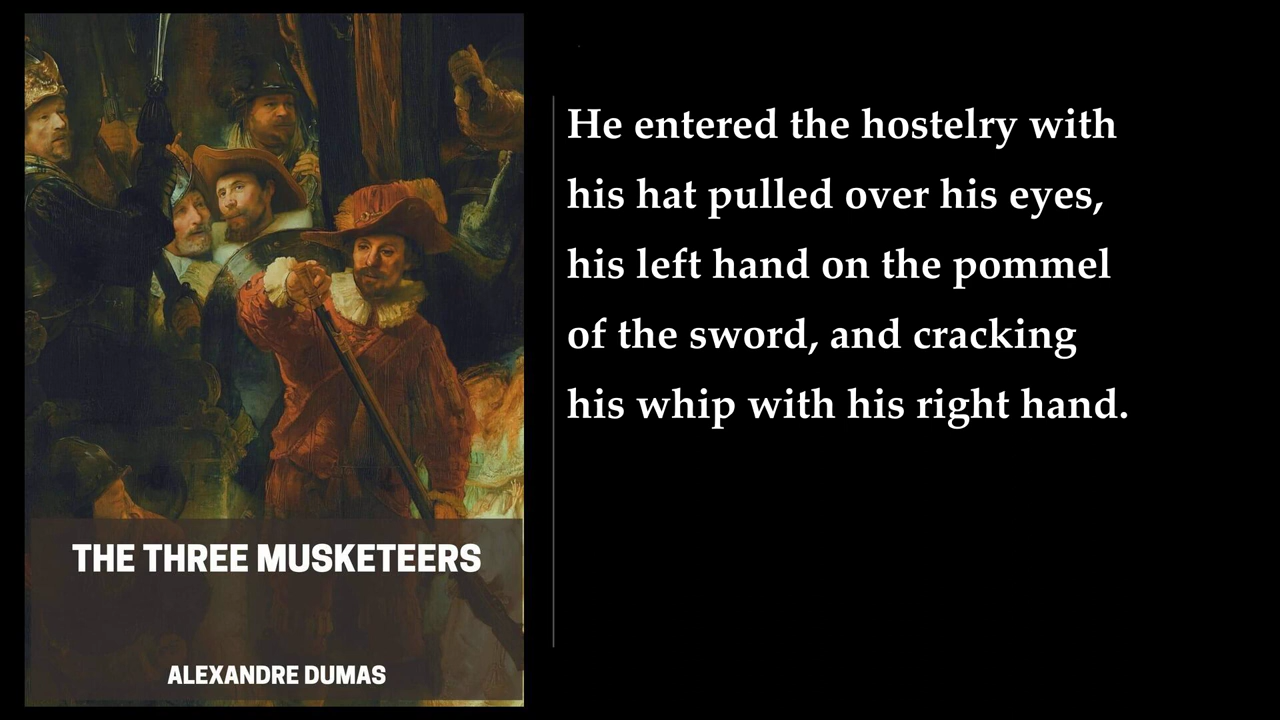 He entered the hostelry with
his hat pulled over his eyes,
his left hand on the pommel
of the sword, and cracking
his whip with his right hand.
THE THREE MUSKETEERS
ALEXANDRE DUMAS